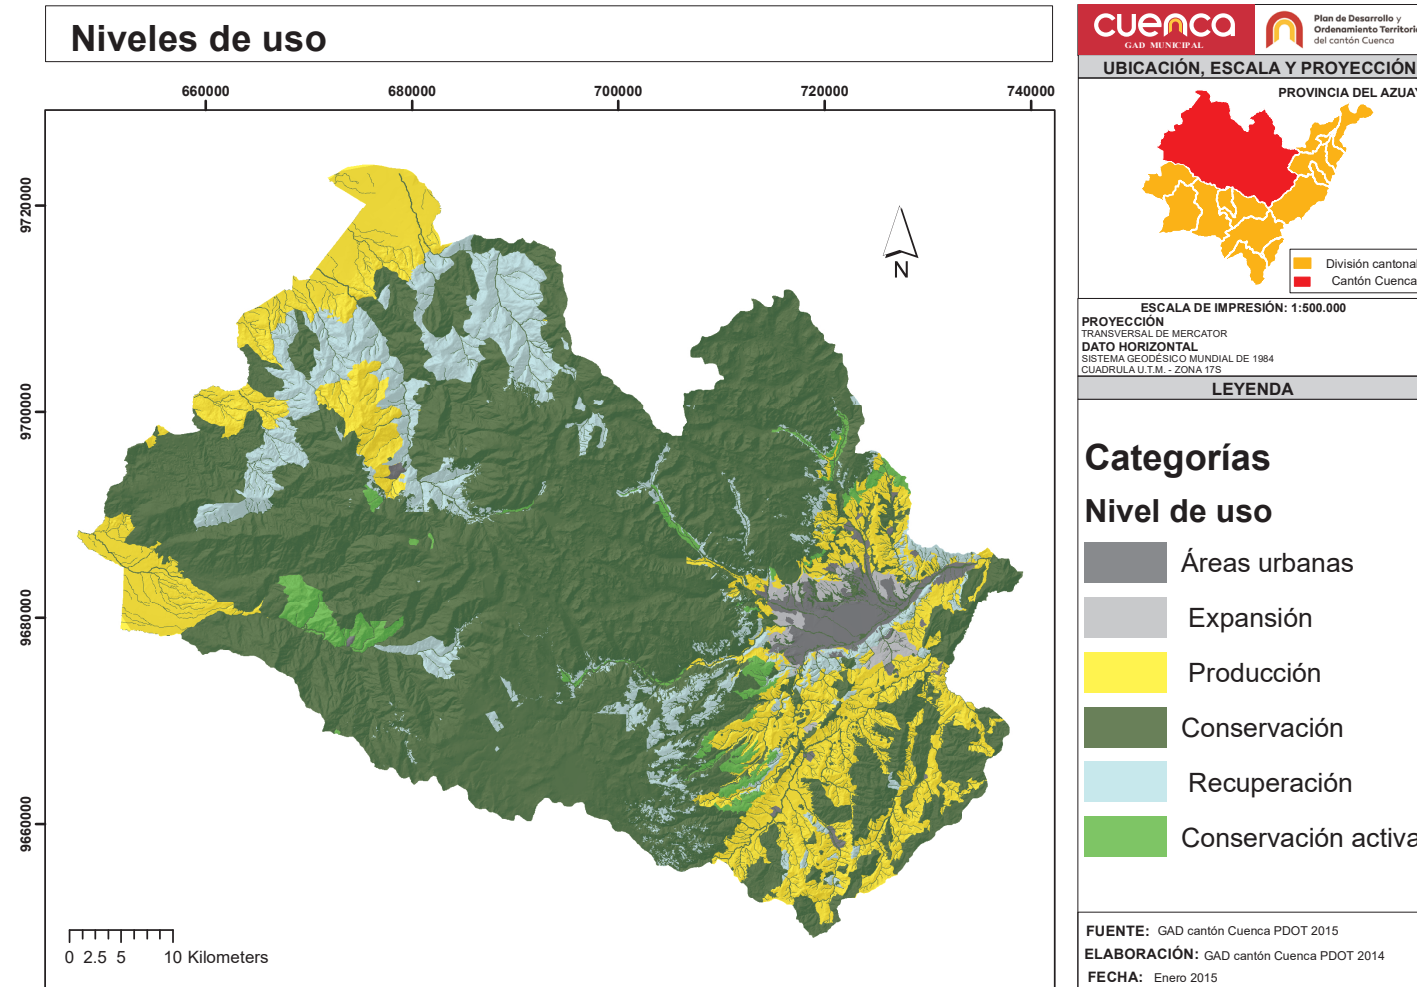 Niveles de uso
660000
680000
700000
720000
740000
9720000
9700000
9680000
9660000
N
0 2.5 5 10 Kilometers
cuenca
GAD MUNICIPAL
Plan de Desarrollo y
Ordenamiento Territoria
del cantón Cuenca
UBICACIÓN, ESCALA Y PROYECCIÓN
PROVINCIA DEL AZUAY
División cantonal
Cantón Cuenca
ESCALA DE IMPRESIÓN: 1:500.000
PROYECCIÓN
TRANSVERSAL DE MERCATOR
DATO HORIZONTAL
SISTEMA GEODÉSICO MUNDIAL DE 1984
CUADRULA U.T.M. - ZONA 17S
LEYENDA
Categorías
Nivel de uso
Áreas urbanas
Expansión
Producción
Conservación
Recuperación
Conservación activa
FUENTE: GAD cantón Cuenca PDOT 2015
ELABORACIÓN: GAD cantón Cuenca PDOT 2014
FECHA: Enero 2015